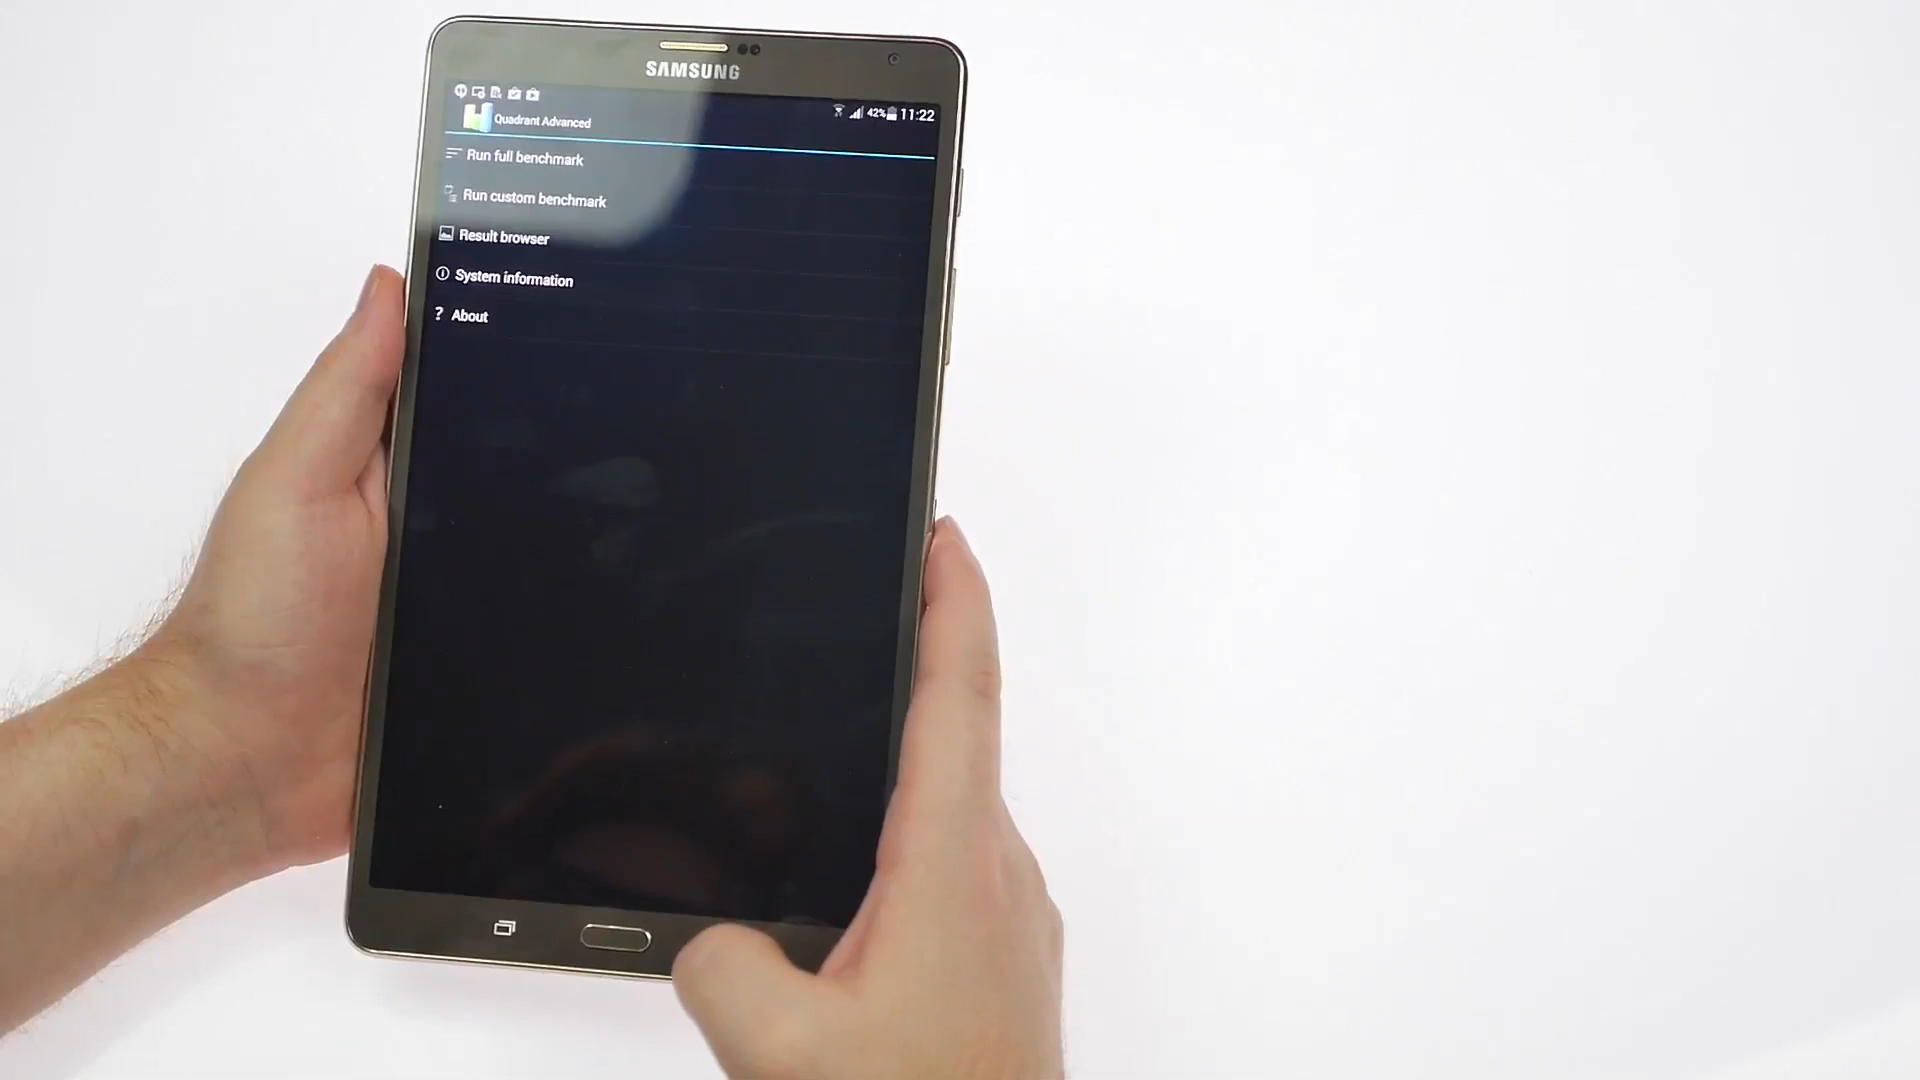 SAMSUNG
42% 11:22
Quadrant Advanced
Run full benchmark
Run custom benchmark
Result browser
System information
? About